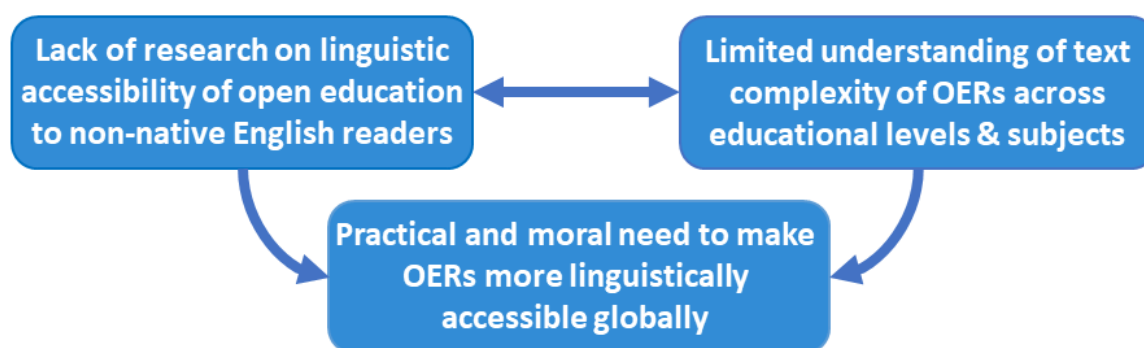 Lack of research on linguistic
accessibility of open education
to non-native English readers
Limited understanding of text
complexity of OERs across
educational levels & subjects
Practical and moral need to make
OERs more linguistically
accessible globally